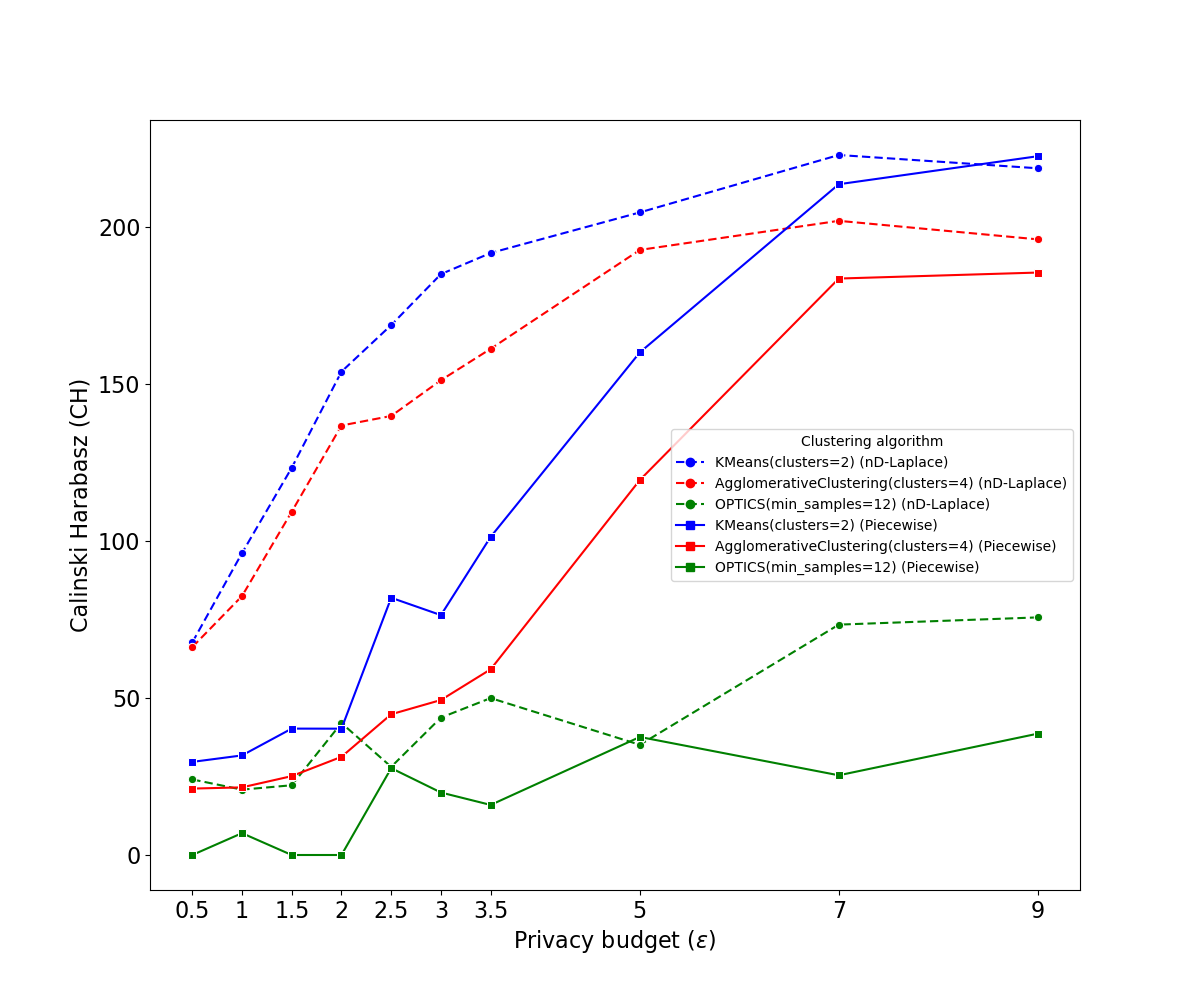 200
150
100
50
0
Calinski Harabasz (CH)
Clustering algorithm
KMeans(clusters=2) (nD-Laplace)
AgglomerativeClustering(clusters=4) (nD-Laplace)
OPTICS(min_samples=12) (nD-Laplace)
KMeans(clusters=2) (Piecewise)
AgglomerativeClustering(clusters=4) (Piecewise)
OPTICS(min_samples=12) (Piecewise)
0.5 1 1.5 2 2.5 3 3.5 5 7 9
Privacy budget (ε)